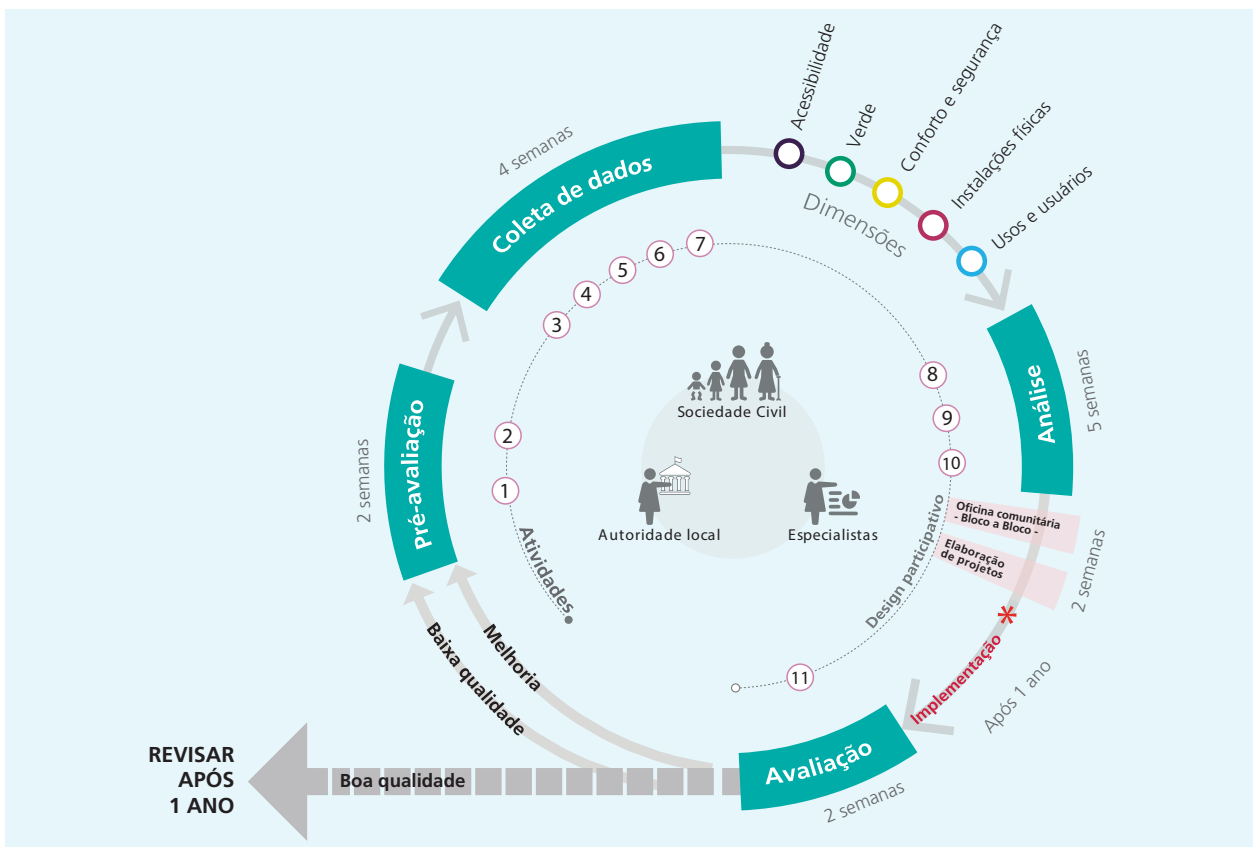 Acessibilidade
Verde
Conforto e segurança
Instalações físicas
Usos e usuários
Dimensões
4 semanas
Coleta de dados
7
6
5
4
3
2
1
2 semanas
Pré-avaliação
Atividades
Sociedade Civil
Autoridade local
Especialistas
8
9
10
Análise
5 semanas
Oficina comunitária
- Bloco a Bloco -
Elaboração
de projetos
2 semanas
Design participativo
*
Implementação
Após 1 ano
11
Avaliação
2 semanas
Melhoria
Baixa qualidade
Boa qualidade
REVISAR
APÓS
1 ANO